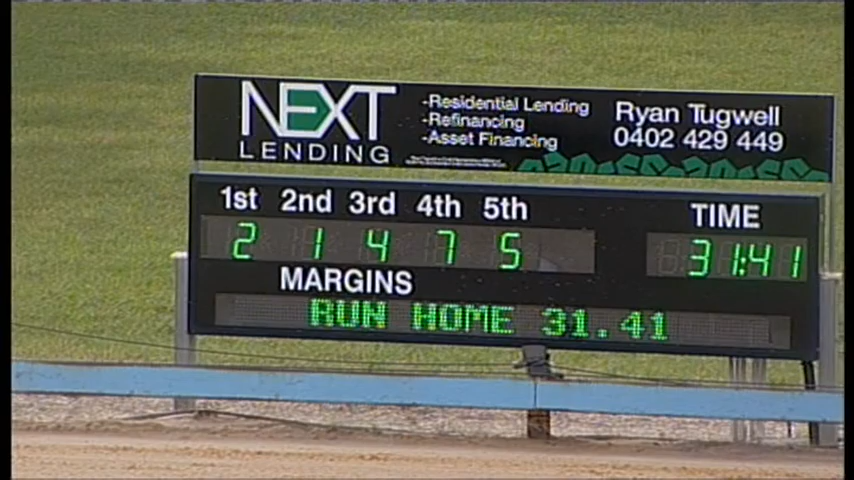 NEXT
LENDING
-Residential Lending
-Refinancing
-Asset Financing
Ryan Tugwell
0402 429 449
1st 2nd 3rd 4th 5th TIME
2 1 4 7 5 31:41
MARGINS
RUN HOME 31.41